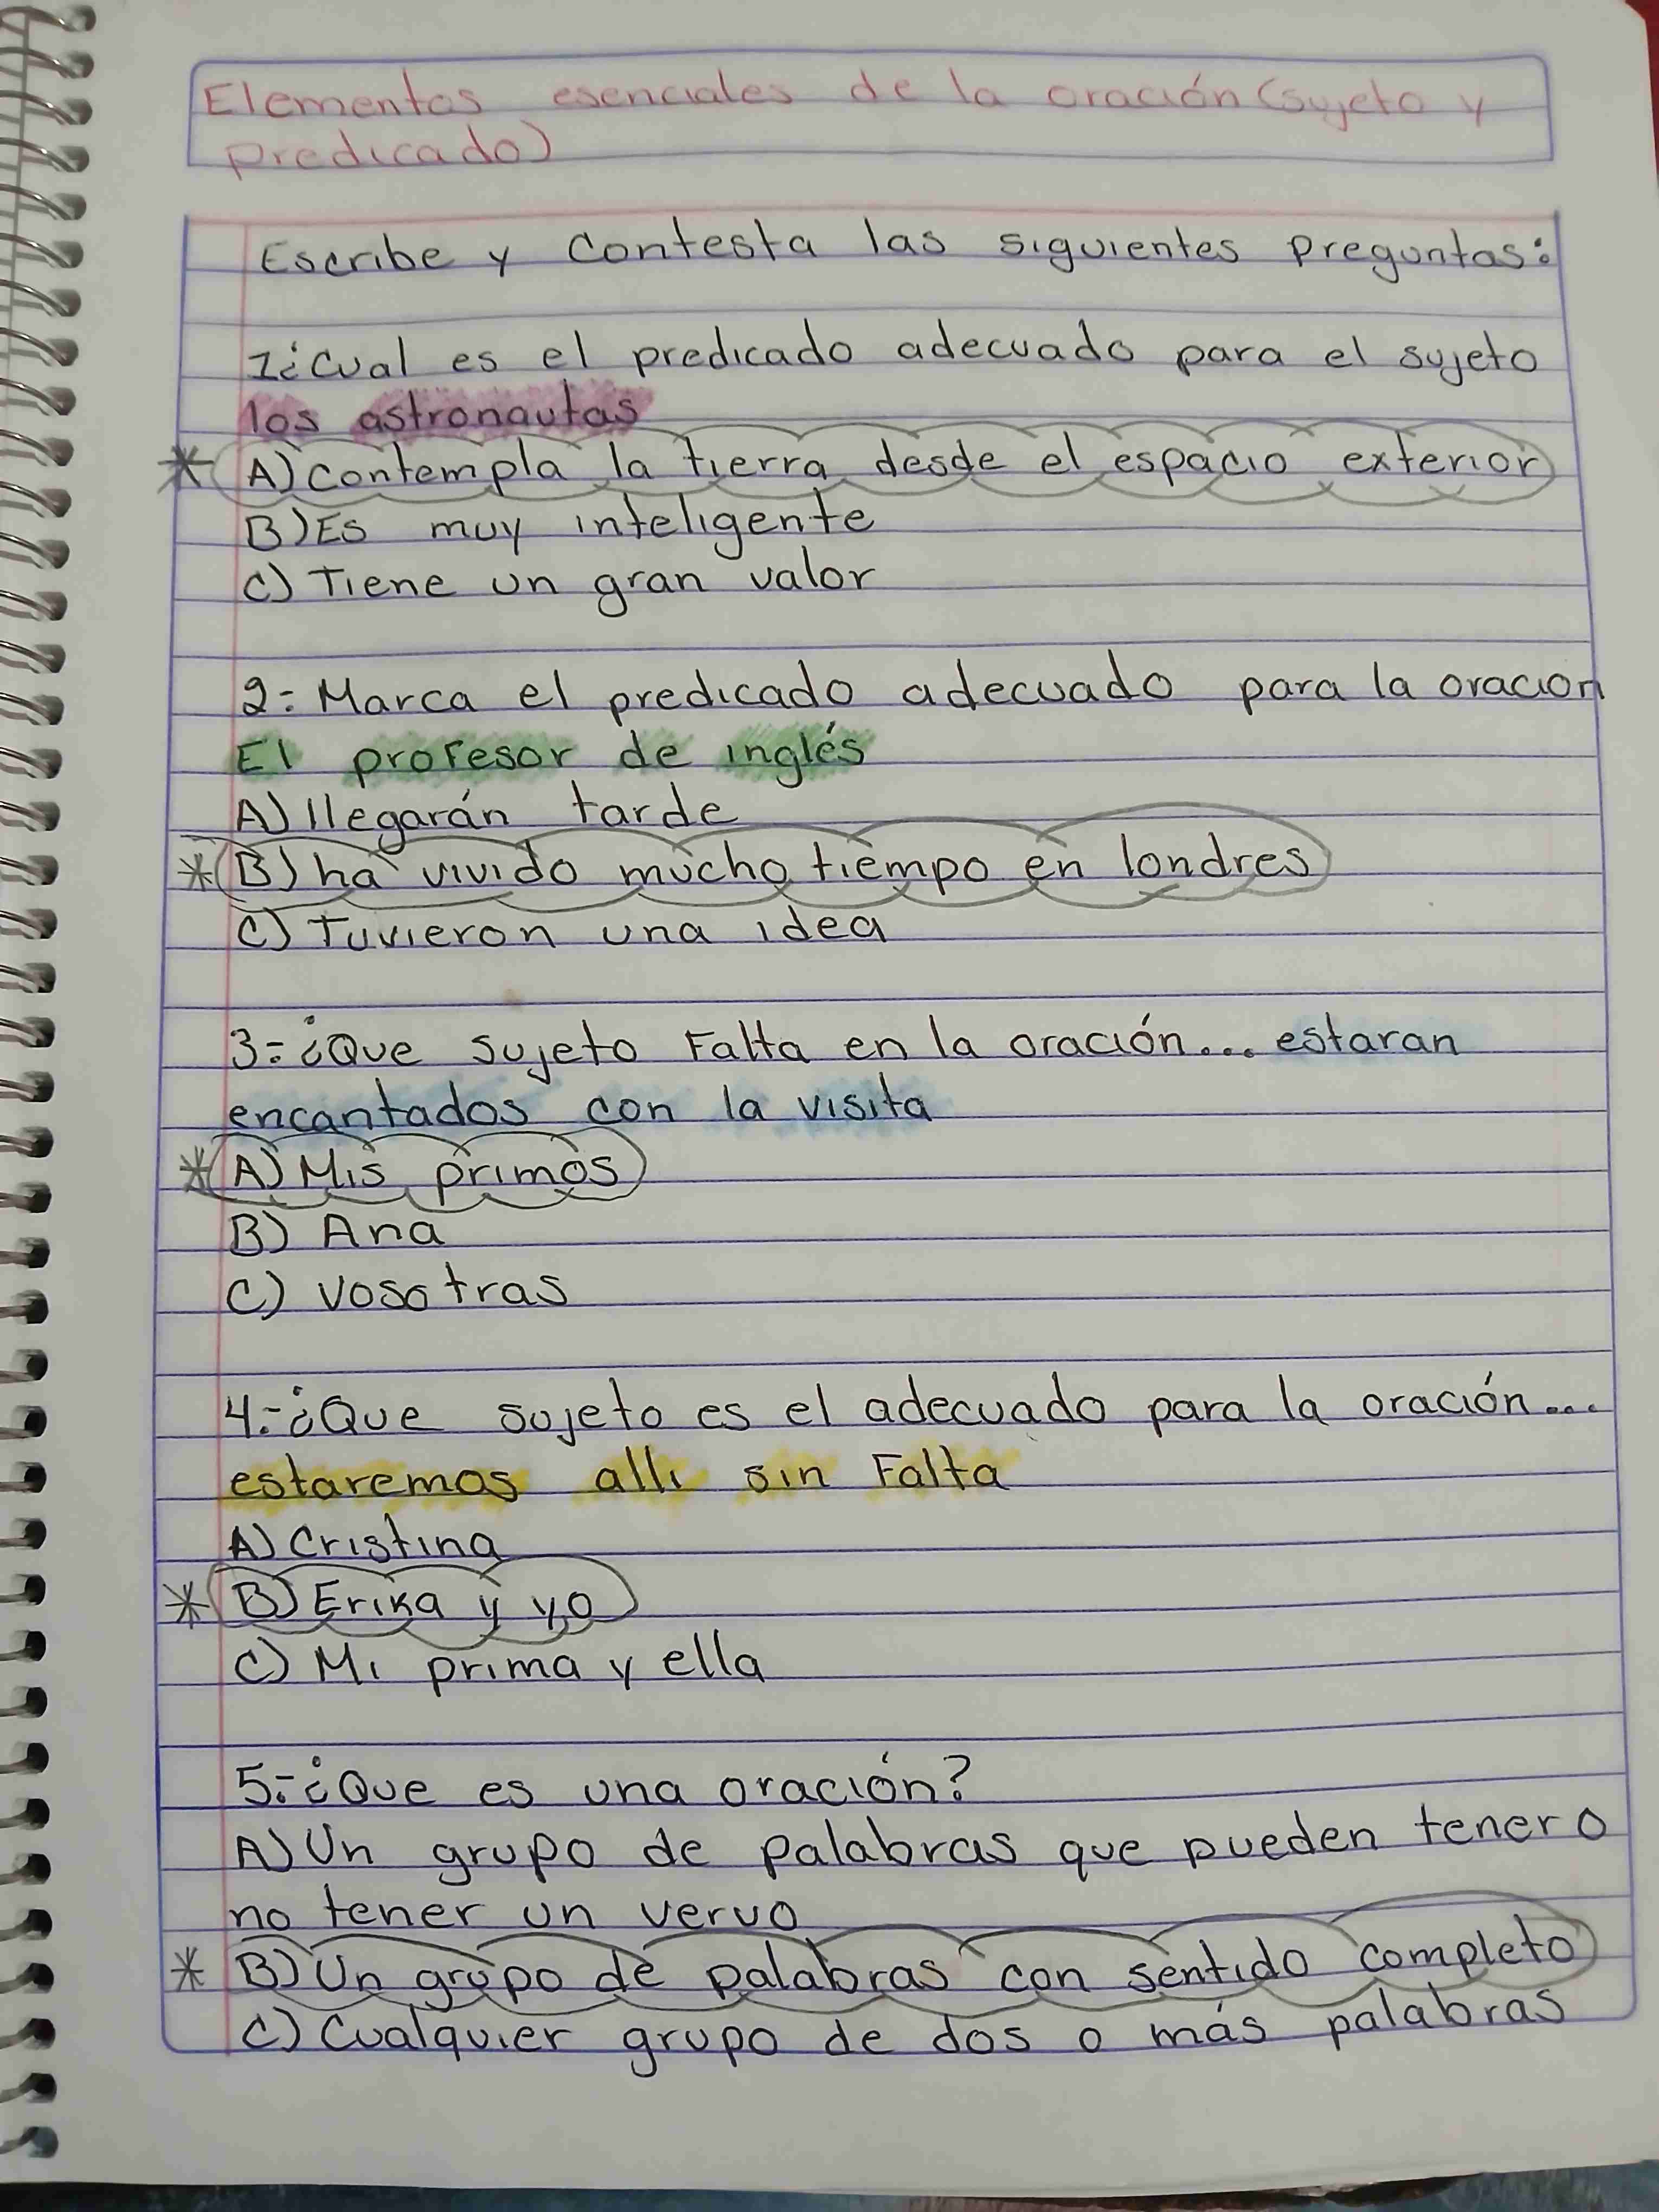 Elementos esenciales de la oración (sujeto y
predicado)
Escribe y Contesta las siguientes preguntas:
1¿Cual es el predicado adecuado para el sujeto
los astronautas
* A) Contempla la tierra desde el espacio exterior
B) Es muy inteligente
C) Tiene un gran valor
2.- Marca el predicado adecuado para la oracion
El profesor de inglés
A) llegarán tarde
* B) ha vivido mucho tiempo en londres
C) Tuvieron una idea
3.- ¿Que sujeto Falta en la oración... estaran
encantados con la visita
* A) Mis primos
B) Ana
C) vosotras
4.- ¿Que sujeto es el adecuado para la oración...
estaremos alli sin Falta
A) Cristina
* B) Erika y yo
C) Mi prima y ella
5.- ¿Que es una oración?
A) Un grupo de palabras que pueden tener o
no tener un vervo
* B) Un grupo de palabras con sentido completo
C) Cualquier grupo de dos o más palabras